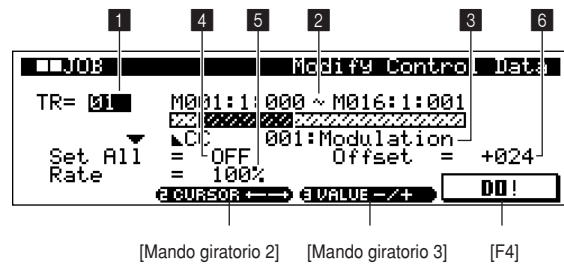 1 4 5 2 3 6
JOB Modify Control Data
TR= 01 M001:1:000 ~ M016:1:001
CC 001:Modulation
Set All = OFF Offset = +024
Rate = 100%
CURSOR VALUE -/+ DO!
[Mando giratorio 2] [Mando giratorio 3] [F4]